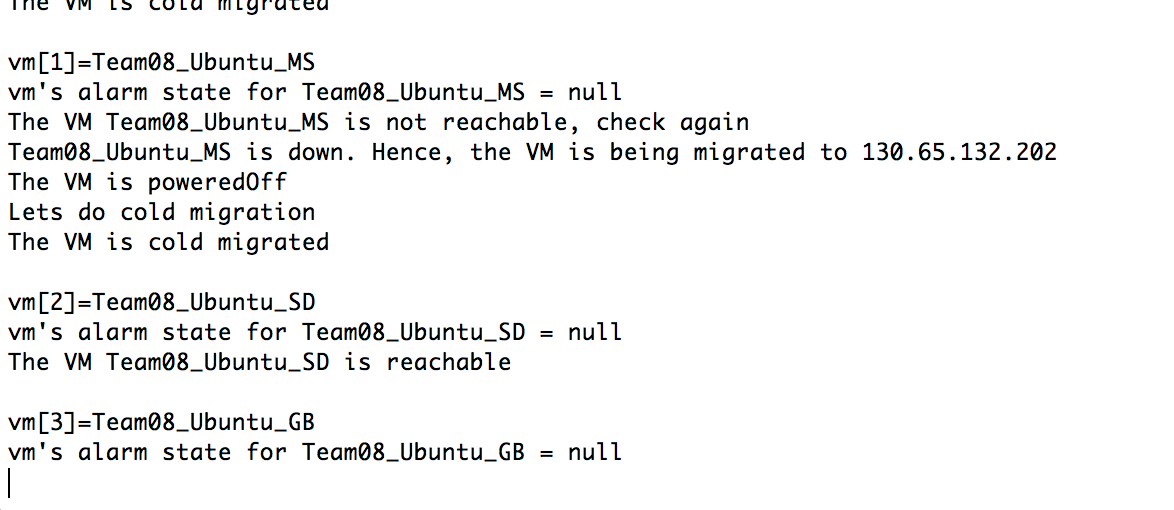 The VM is cold migrated
vm[1]=Team08_Ubuntu_MS
vm's alarm state for Team08_Ubuntu_MS = null
The VM Team08_Ubuntu_MS is not reachable, check again
Team08_Ubuntu_MS is down. Hence, the VM is being migrated to 130.65.132.202
The VM is poweredOff
Lets do cold migration
The VM is cold migrated
vm[2]=Team08_Ubuntu_SD
vm's alarm state for Team08_Ubuntu_SD = null
The VM Team08_Ubuntu_SD is reachable
vm[3]=Team08_Ubuntu_GB
vm's alarm state for Team08_Ubuntu_GB = null